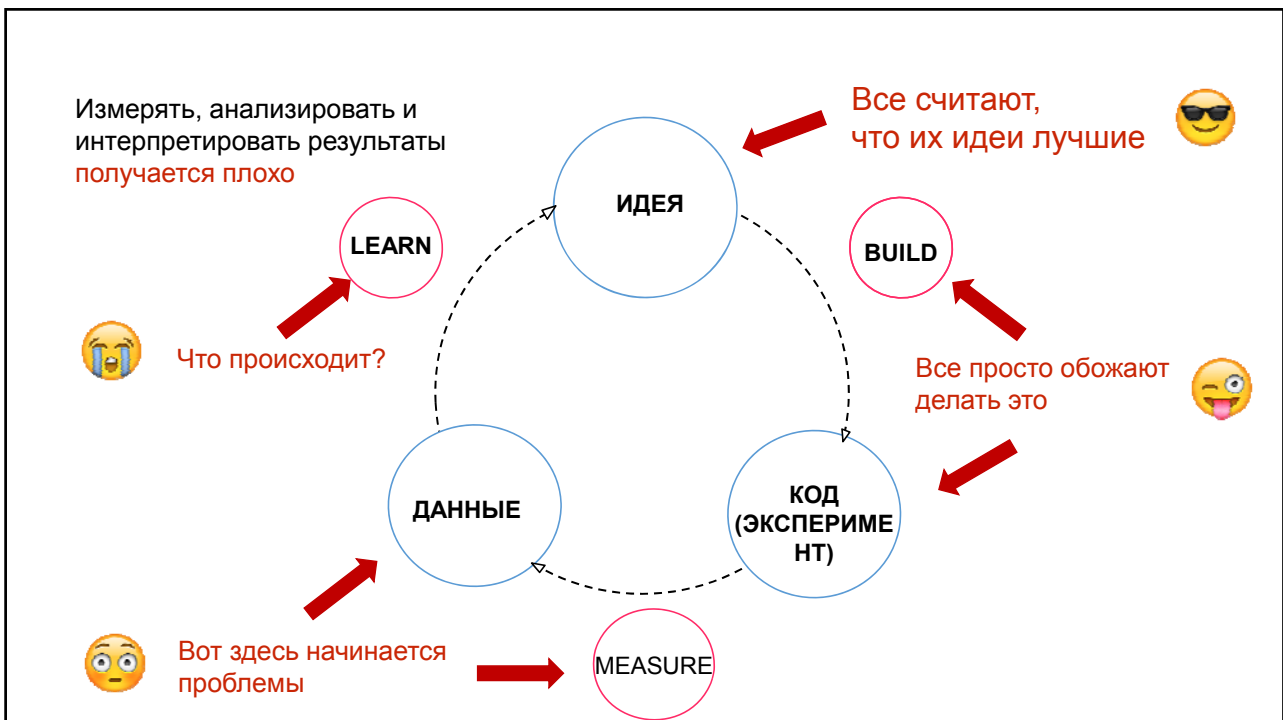 Измерять, анализировать и
интерпретировать результаты
получается плохо
Все считают,
что их идеи лучшие
ИДЕЯ
LEARN
BUILD
Что происходит?
Все просто обожают
делать это
ДАННЫЕ
КОД
(ЭКСПЕРИМЕ
НТ)
Вот здесь начинается
проблемы
MEASURE